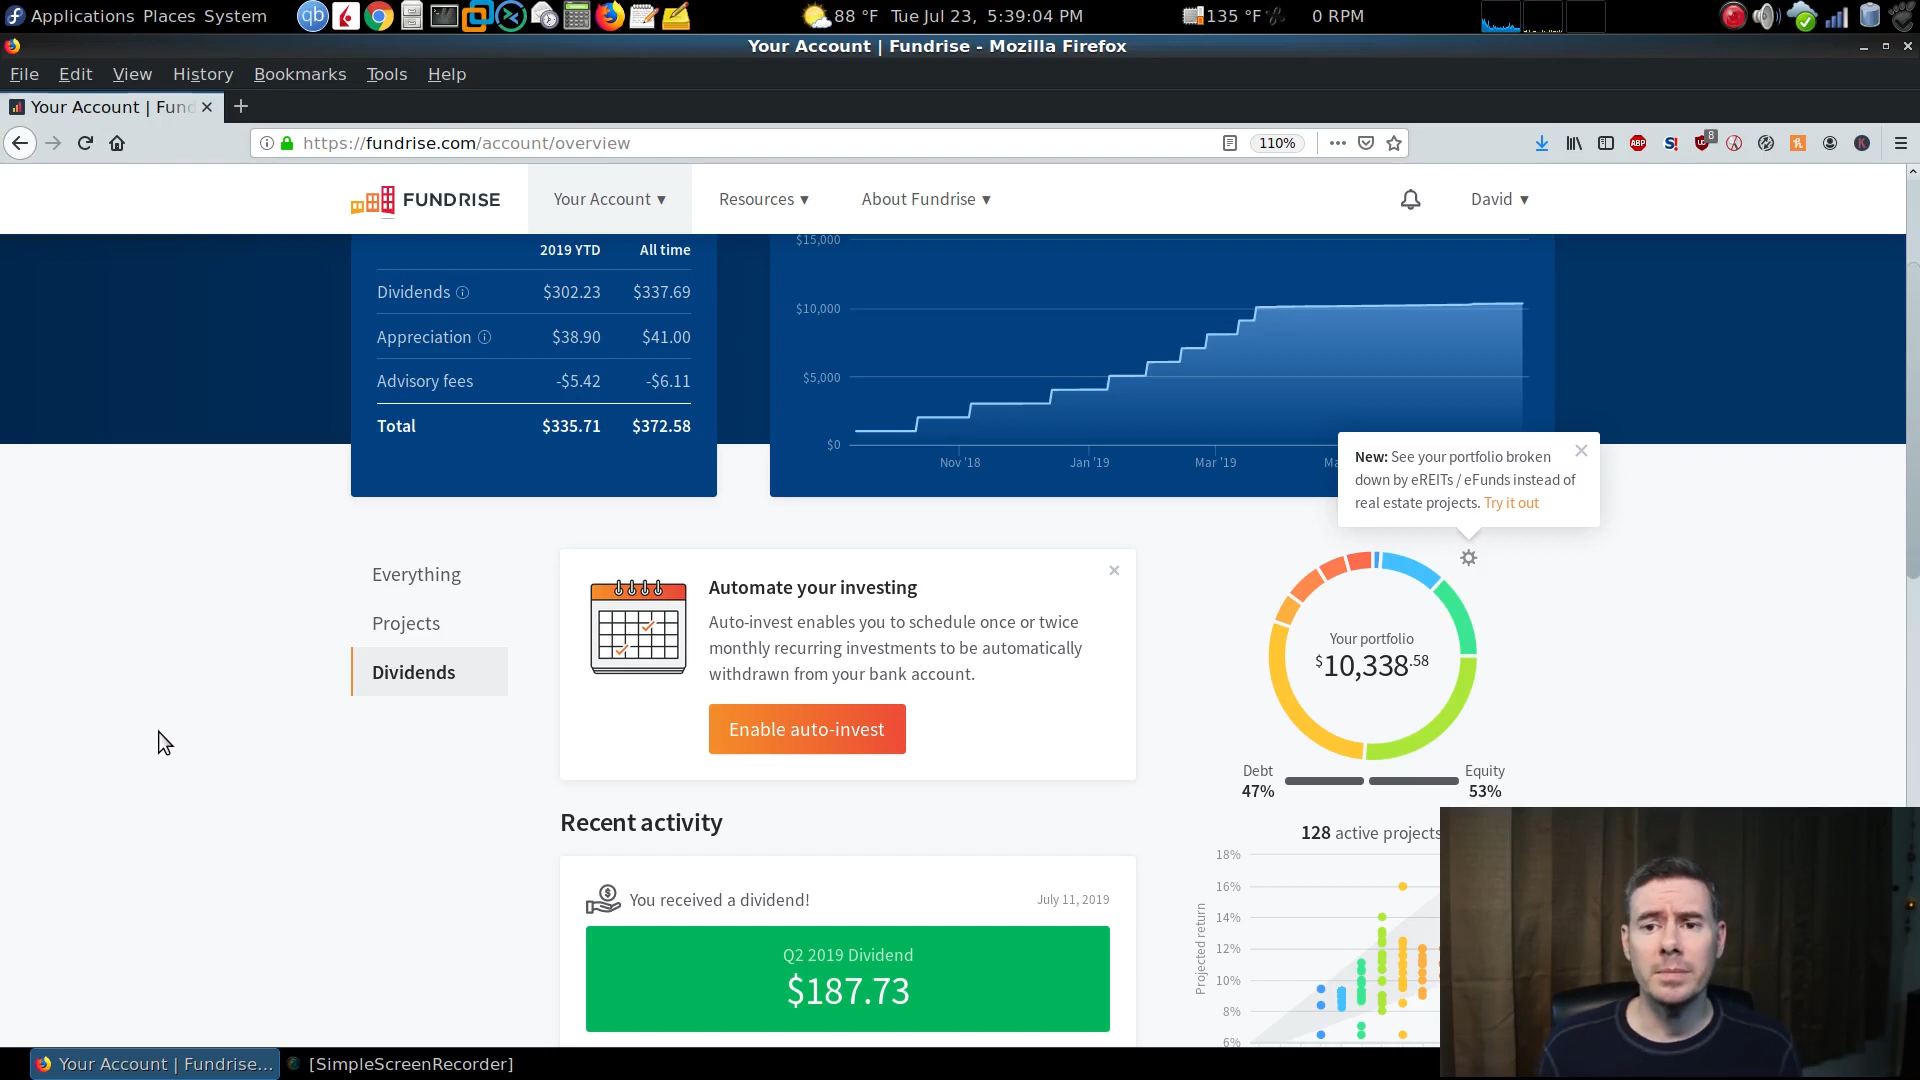 Applications Places System
88 °F Tue Jul 23, 5:39:04 PM
135 °F
0 RPM
Your Account | Fundrise - Mozilla Firefox
File Edit View History Bookmarks Tools Help
Your Account | Fund
https://fundrise.com/account/overview
110%
8
FUNDRISE
Your Account ▾
Resources ▾
About Fundrise ▾
David ▾
2019 YTD All time
Dividends $302.23 $337.69
Appreciation $38.90 $41.00
Advisory fees -$5.42 -$6.11
Total $335.71 $372.58
$15,000
$10,000
$5,000
$0
Nov '18 Jan '19 Mar '19
New: See your portfolio broken
down by eREITs / eFunds instead of
real estate projects. Try it out
Everything
Projects
Dividends
Automate your investing
Auto-invest enables you to schedule once or twice
monthly recurring investments to be automatically
withdrawn from your bank account.
Enable auto-invest
Your portfolio
$10,338.58
Debt
47%
Equity
53%
Recent activity
You received a dividend!
July 11, 2019
Q2 2019 Dividend
$187.73
128 active projects
18%
16%
14%
12%
10%
8%
6%
Projected return
Your Account | Fundrise...
[SimpleScreenRecorder]